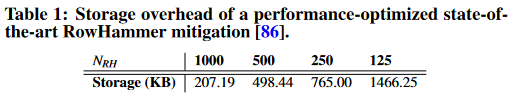 Table 1: Storage overhead of a performance-optimized state-of-
the-art RowHammer mitigation [86].
NRH 1000 500 250 125
Storage (KB) 207.19 498.44 765.00 1466.25